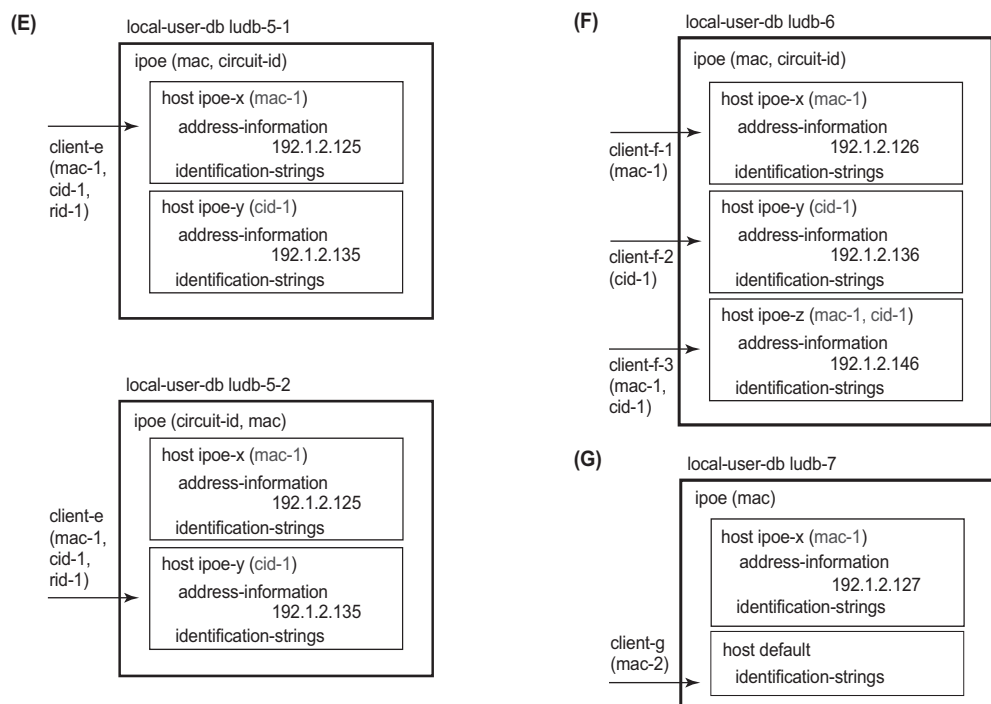 (E)
local-user-db ludb-5-1
ipoe (mac, circuit-id)
host ipoe-x (mac-1)
address-information
192.1.2.125
identification-strings
host ipoe-y (cid-1)
address-information
192.1.2.135
identification-strings
client-e
(mac-1,
cid-1,
rid-1)
local-user-db ludb-5-2
ipoe (circuit-id, mac)
host ipoe-x (mac-1)
address-information
192.1.2.125
identification-strings
host ipoe-y (cid-1)
address-information
192.1.2.135
identification-strings
client-e
(mac-1,
cid-1,
rid-1)
(F)
local-user-db ludb-6
ipoe (mac, circuit-id)
host ipoe-x (mac-1)
address-information
192.1.2.126
identification-strings
client-f-1
(mac-1)
host ipoe-y (cid-1)
address-information
192.1.2.136
identification-strings
client-f-2
(cid-1)
host ipoe-z (mac-1, cid-1)
address-information
192.1.2.146
identification-strings
client-f-3
(mac-1,
cid-1)
(G)
local-user-db ludb-7
ipoe (mac)
host ipoe-x (mac-1)
address-information
192.1.2.127
identification-strings
host default
identification-strings
client-g
(mac-2)